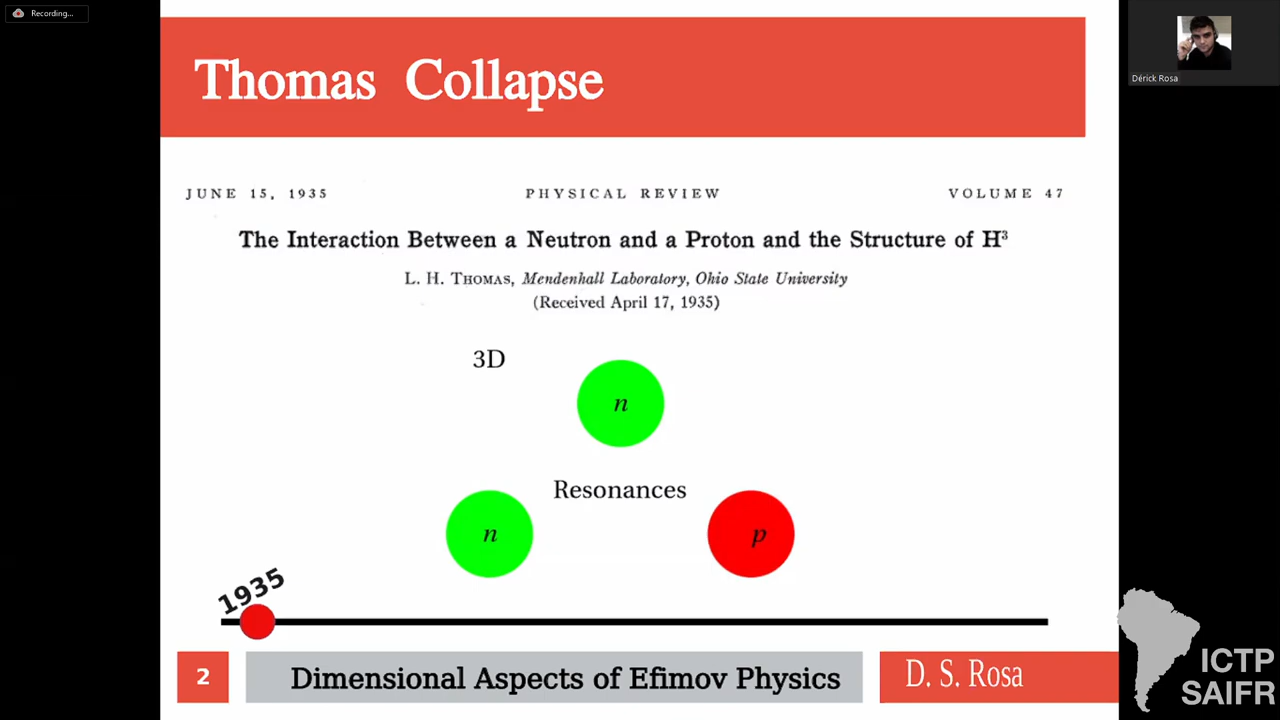 Recording...
Thomas Collapse
Dérick Rosa
JUNE 15, 1935 PHYSICAL REVIEW VOLUME 47
The Interaction Between a Neutron and a Proton and the Structure of H³
L. H. THOMAS, Mendenhall Laboratory, Ohio State University
(Received April 17, 1935)
3D
n
Resonances
n
p
1935
2
Dimensional Aspects of Efimov Physics
D. S. Rosa
ICTP
SAIFR